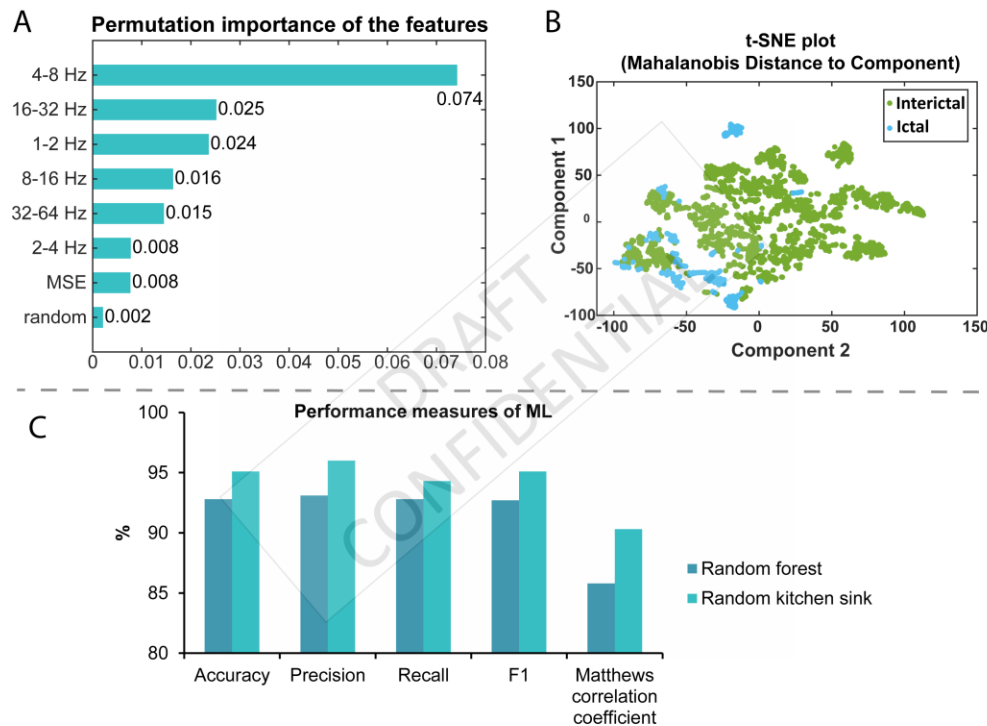 A
Permutation importance of the features
4-8 Hz
0.074
16-32 Hz
0.025
1-2 Hz
0.024
8-16 Hz
0.016
32-64 Hz
0.015
2-4 Hz
0.008
MSE
0.008
random
0.002
0 0.01 0.02 0.03 0.04 0.05 0.06 0.07 0.08
B
t-SNE plot
(Mahalanobis Distance to Component)
150
100
50
0
-50
-100
Component 1
Interictal
Ictal
-100 -50 0 50 100 150
Component 2
DRAFT
CONFIDENTIAL
C
Performance measures of ML
100
95
90
85
80
%
Random forest
Random kitchen sink
Accuracy Precision Recall F1 Matthews
correlation
coefficient